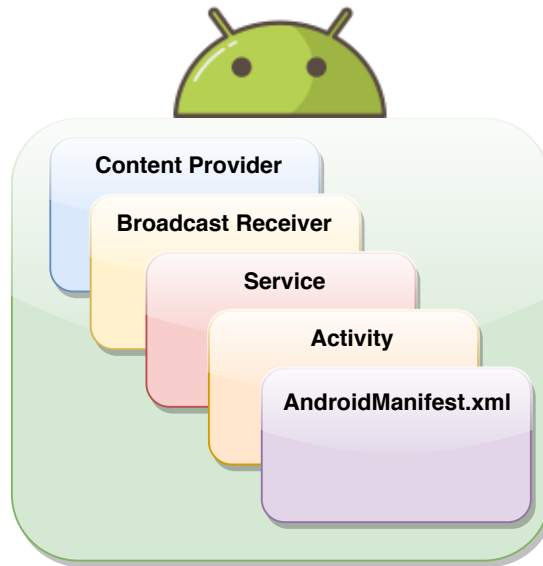 Content Provider
Broadcast Receiver
Service
Activity
AndroidManifest.xml